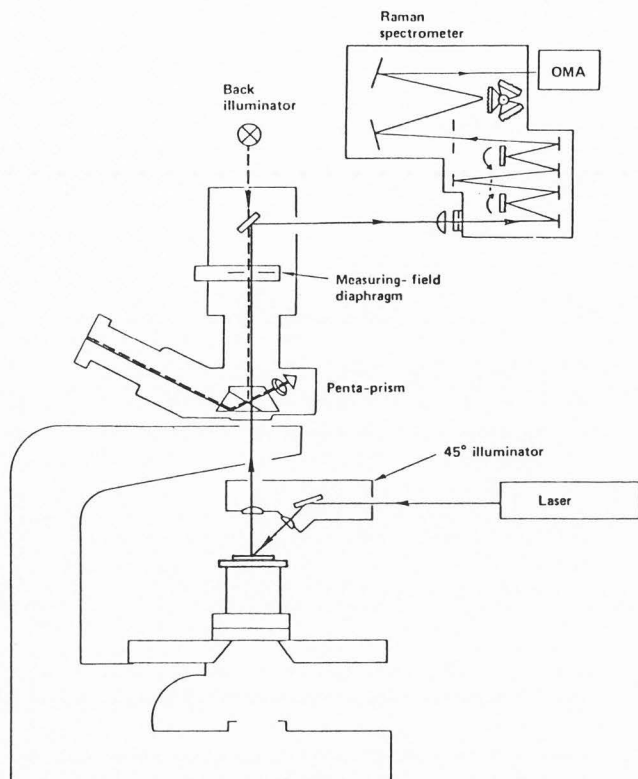 Raman
spectrometer
OMA
Back
illuminator
Measuring-field
diaphragm
Penta-prism
45° illuminator
Laser